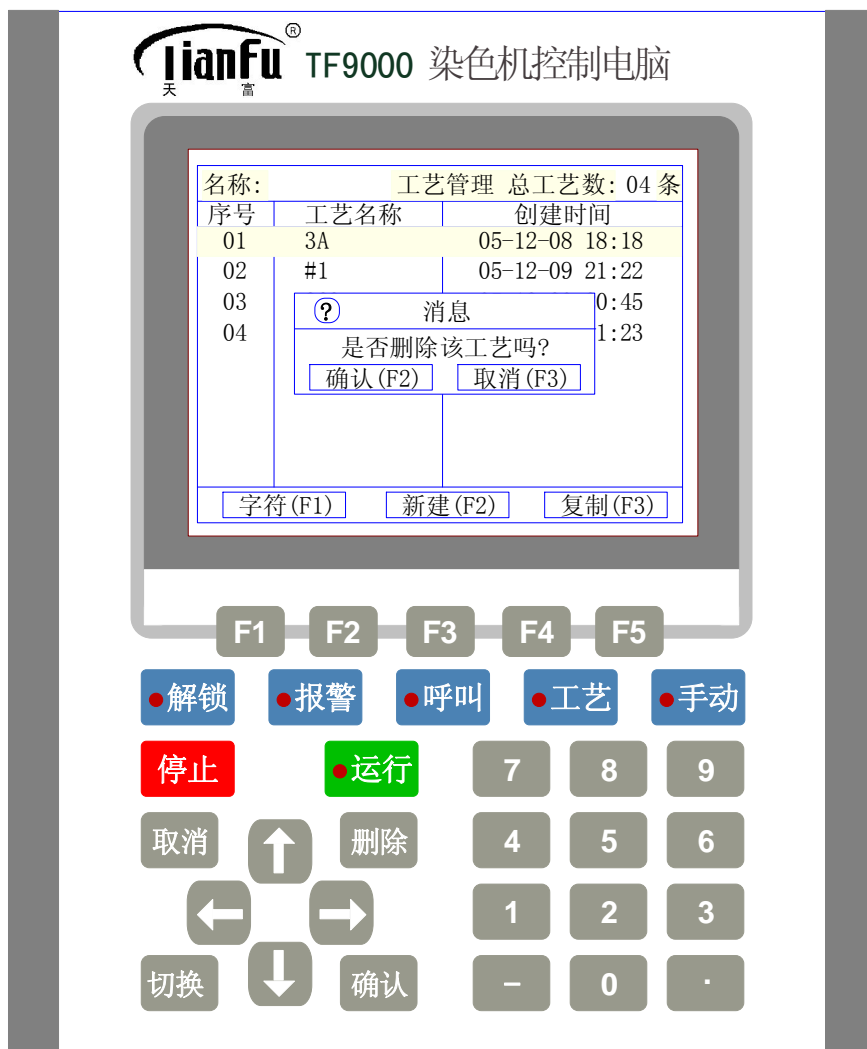 TianFu® TF9000 染色机控制电脑
天富
名称: 工艺管理 总工艺数: 04 条
序号 工艺名称 创建时间
01 3A 05-12-08 18:18
02 #1 05-12-09 21:22
03 0:45
04 1:23
? 消息
是否删除该工艺吗?
确认(F2) 取消(F3)
字符(F1) 新建(F2) 复制(F3)
F1 F2 F3 F4 F5
解锁 报警 呼叫 工艺 手动
停止 运行 7 8 9
取消 删除 4 5 6
1 2 3
切换 确认 − 0 ·